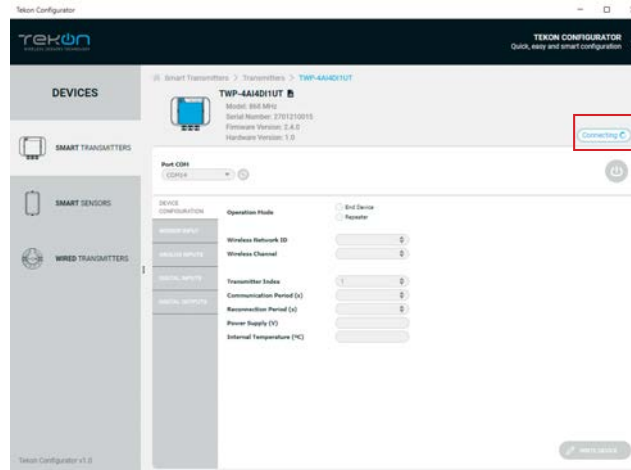 Tekon Configurator
Tekon
WIRELESS SENSORS TECHNOLOGY
TEKON CONFIGURATOR
Quick, easy and smart configuration
DEVICES
SMART TRANSMITTERS
SMART SENSORS
WIRED TRANSMITTERS
Smart Transmitters > Transmitters > TWP-4AI4DI1UT
TWP-4AI4DI1UT
Model: 868 MHz
Serial Number: 2701210015
Firmware Version: 2.4.0
Hardware Version: 1.0
Connecting
Port COM
COM24
DEVICE CONFIGURATION
SENSOR INPUT
ANALOG INPUTS
DIGITAL INPUTS
DIGITAL OUTPUTS
Operation Mode
End Device
Repeater
Wireless Network ID
Wireless Channel
Transmitter Index
1
Communication Period (s)
Reconnection Period (s)
Power Supply (V)
Internal Temperature (ºC)
WRITE DEVICE
Tekon Configurator v1.0